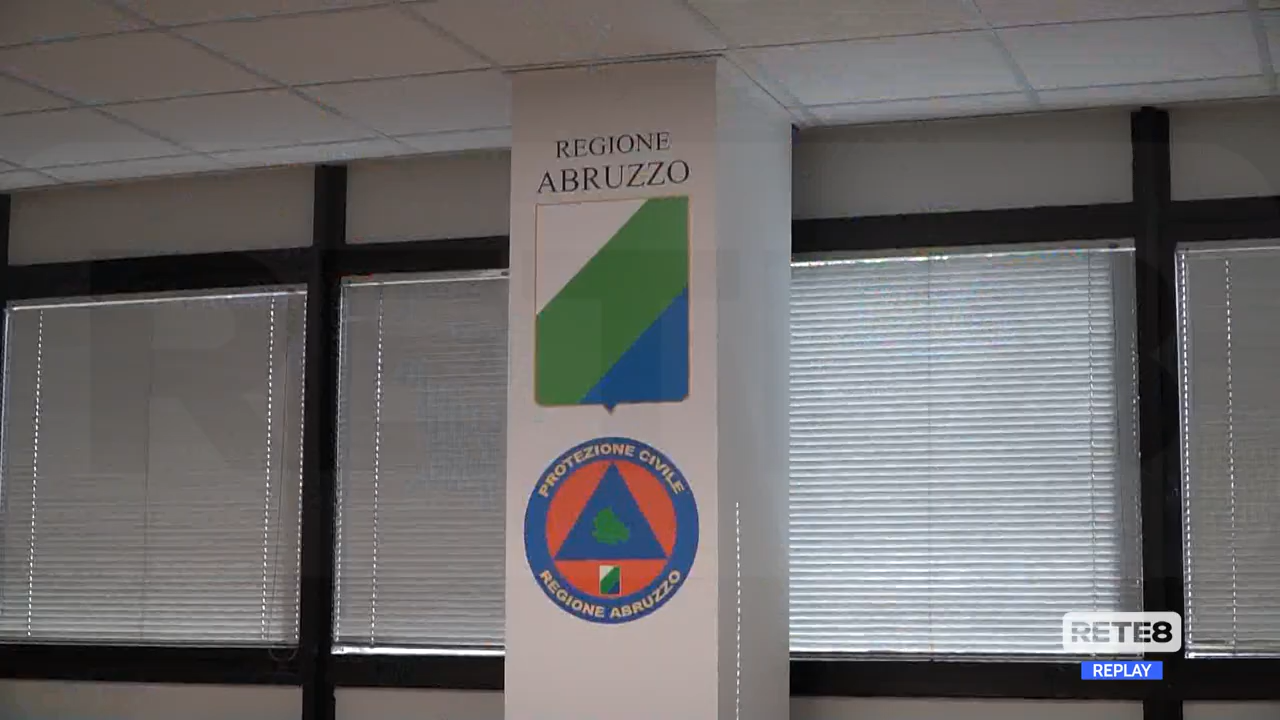 REGIONE
ABRUZZO
PROTEZIONE CIVILE
REGIONE ABRUZZO
RETE8
REPLAY